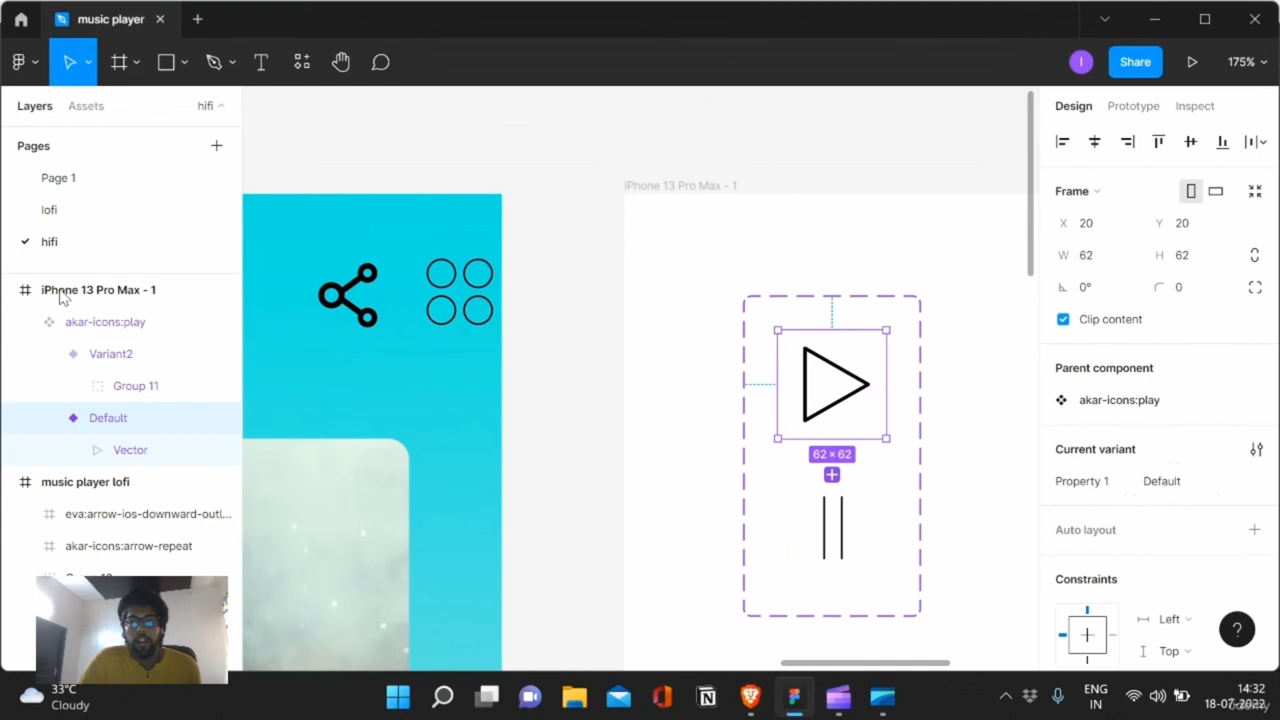 music player
Share
175%
Layers
Assets
hifi
Design
Prototype
Inspect
Pages
Page 1
lofi
hifi
iPhone 13 Pro Max - 1
akar-icons:play
Variant2
Group 11
Default
Vector
music player lofi
eva:arrow-ios-downward-outl...
akar-icons:arrow-repeat
iPhone 13 Pro Max - 1
62 × 62
Frame
X 20
Y 20
W 62
H 62
0°
0
Clip content
Parent component
akar-icons:play
Current variant
Property 1
Default
Auto layout
Constraints
Left
Top
?
33°C
Cloudy
ENG
IN
14:32
18-07-2022